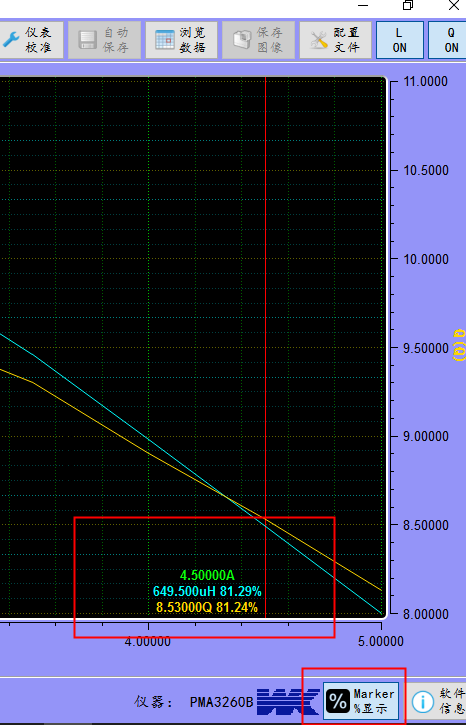 仪表
校准
自动
保存
浏览
数据
保存
图像
配置
文件
L
ON
Q
ON
11.0000
10.5000
10.0000
9.50000
Q(Q)
9.00000
8.50000
8.00000
4.50000A
649.500uH 81.29%
8.53000Q 81.24%
4.00000
5.00000
仪器: PMA3260B
WK
%
Marker
%显示
i
软件
信息